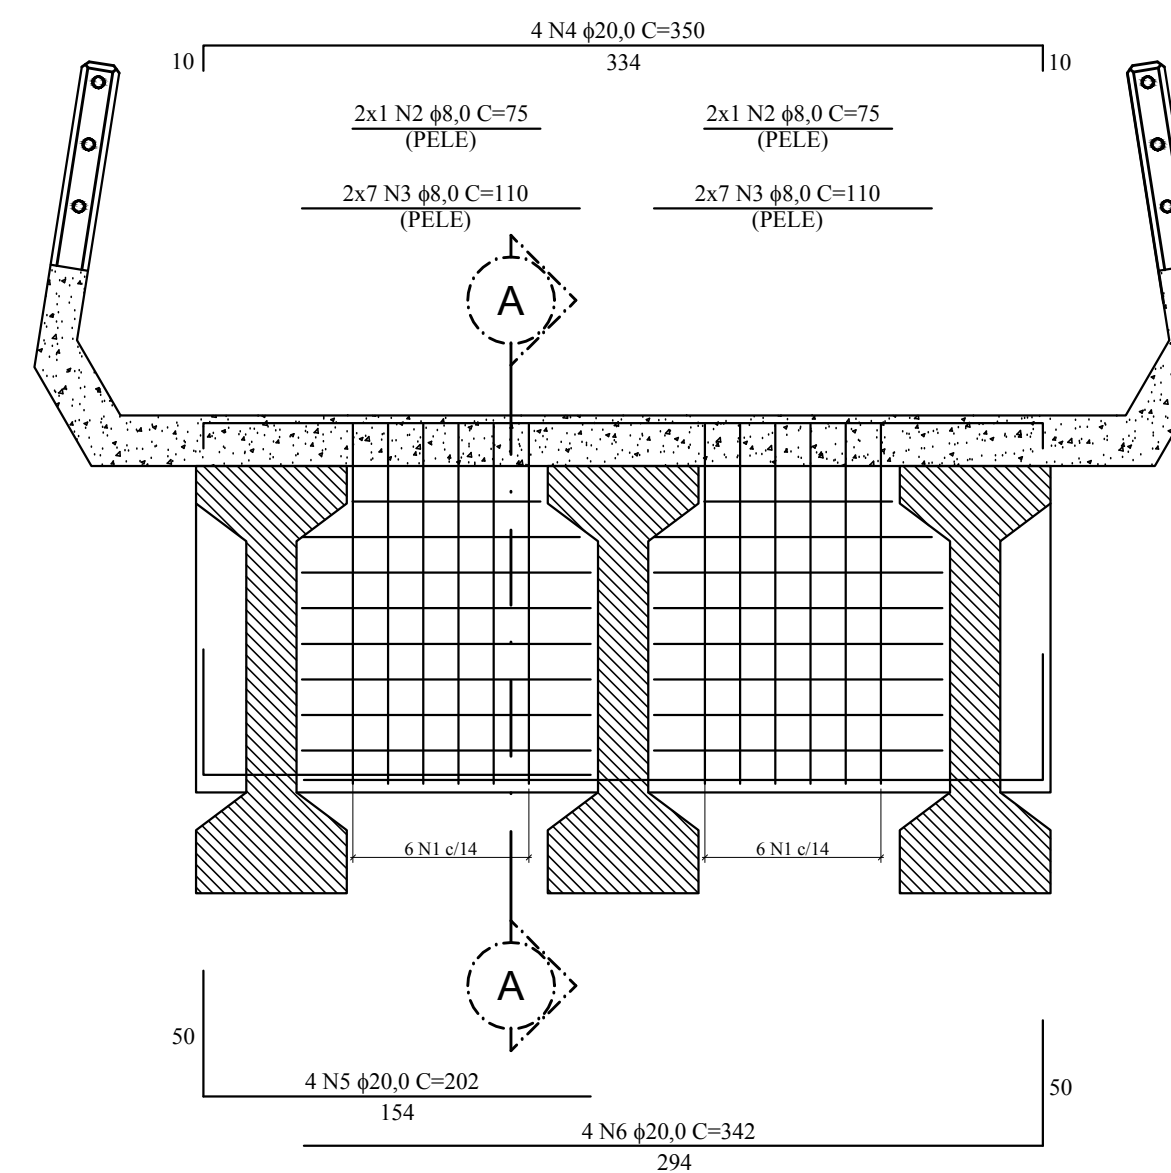 4 N4 ϕ20,0 C=350
10
334
10
2x1 N2 ϕ8,0 C=75
(PELE)
2x1 N2 ϕ8,0 C=75
(PELE)
2x7 N3 ϕ8,0 C=110
(PELE)
2x7 N3 ϕ8,0 C=110
(PELE)
A
6 N1 c/14
6 N1 c/14
A
50
4 N5 ϕ20,0 C=202
154
50
4 N6 ϕ20,0 C=342
294